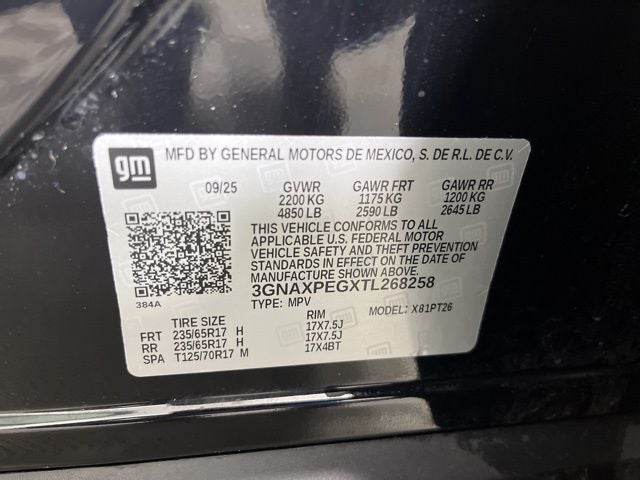 gm MFD BY GENERAL MOTORS DE MEXICO, S. DE R.L. DE C.V.
09/25 GVWR GAWR FRT GAWR RR
2200 KG 1175 KG 1200 KG
4850 LB 2590 LB 2645 LB
THIS VEHICLE CONFORMS TO ALL
APPLICABLE U.S. FEDERAL MOTOR
VEHICLE SAFETY AND THEFT PREVENTION
STANDARDS IN EFFECT ON THE DATE OF
MANUFACTURE SHOWN ABOVE.
384A 3GNAXPEGXTL268258
TYPE: MPV MODEL: X81PT26
TIRE SIZE RIM
FRT 235/65R17 H 17X7.5J
RR 235/65R17 H 17X7.5J
SPA T125/70R17 M 17X4BT